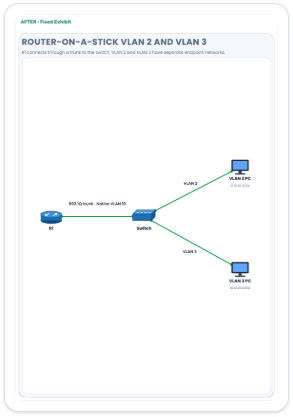 AFTER - Fixed Exhibit
ROUTER-ON-A-STICK VLAN 2 AND VLAN 3
R1 connects through a trunk to the switch; VLAN 2 and VLAN 3 have separate endpoint networks.
VLAN 2
VLAN 2 PC
802.1Q trunk · Native VLAN 10
R1
Switch
VLAN 3
VLAN 3 PC